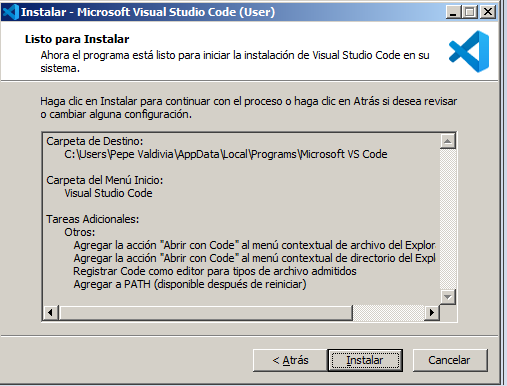 Instalar - Microsoft Visual Studio Code (User)
Listo para Instalar
Ahora el programa está listo para iniciar la instalación de Visual Studio Code en su
sistema.
Haga clic en Instalar para continuar con el proceso o haga clic en Atrás si desea revisar
o cambiar alguna configuración.
Carpeta de Destino:
C:\Users\Pepe Valdivia\AppData\Local\Programs\Microsoft VS Code
Carpeta del Menú Inicio:
Visual Studio Code
Tareas Adicionales:
Otros:
Agregar la acción "Abrir con Code" al menú contextual de archivo del Explor
Agregar la acción "Abrir con Code" al menú contextual de directorio del Expl
Registrar Code como editor para tipos de archivo admitidos
Agregar a PATH (disponible después de reiniciar)
< Atrás Instalar Cancelar